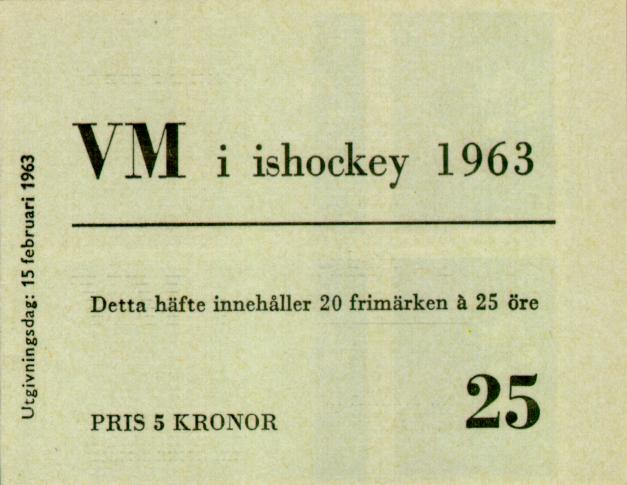 VM i ishockey 1963
Detta häfte innehåller 20 frimärken à 25 öre
PRIS 5 KRONOR
25
Utgivningsdag: 15 februari 1963